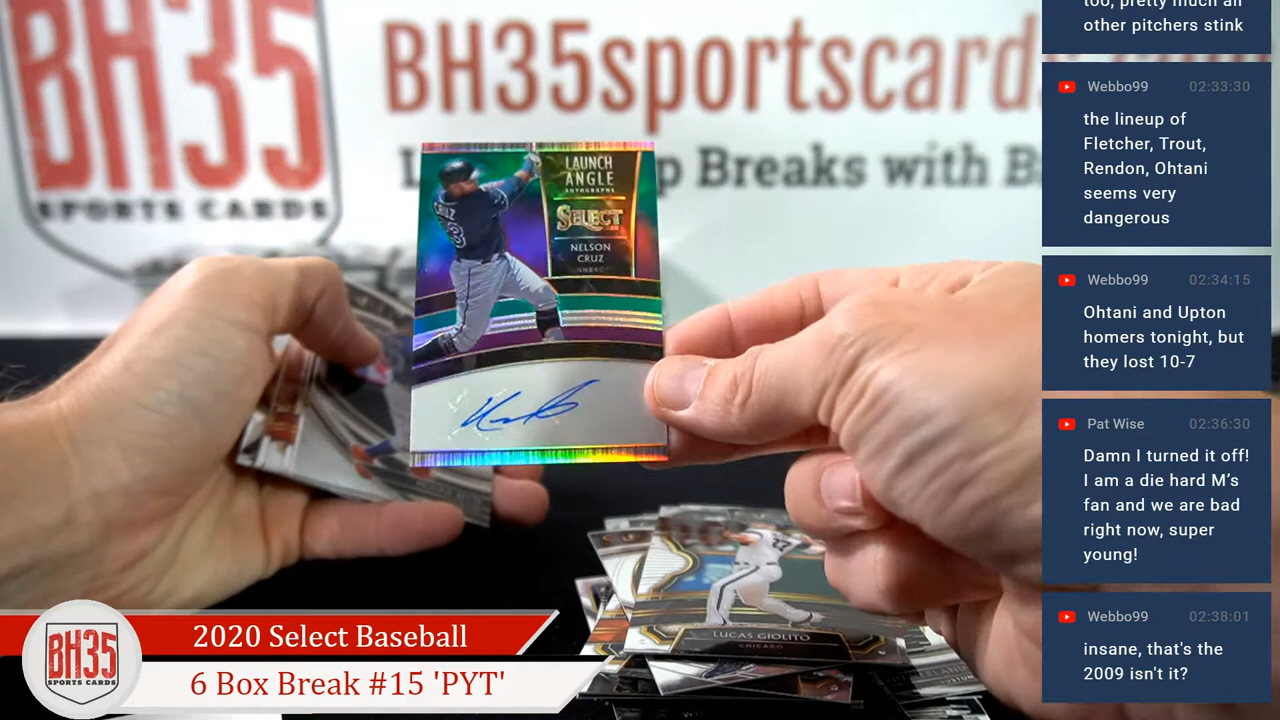 BH35
SPORTS CARDS
BH35sportscard
Breaks with
LAUNCH
ANGLE
AUTOGRAPHS
SELECT
NELSON
CRUZ
CRUZ
LUCAS GIOLITO
CHICAGO
BH35
SPORTS CARDS
2020 Select Baseball
6 Box Break #15 'PYT'
too, pretty much all
other pitchers stink
Webbo99 02:33:30
the lineup of
Fletcher, Trout,
Rendon, Ohtani
seems very
dangerous
Webbo99 02:34:15
Ohtani and Upton
homers tonight, but
they lost 10-7
Pat Wise 02:36:30
Damn I turned it off!
I am a die hard M's
fan and we are bad
right now, super
young!
Webbo99 02:38:01
insane, that's the
2009 isn't it?